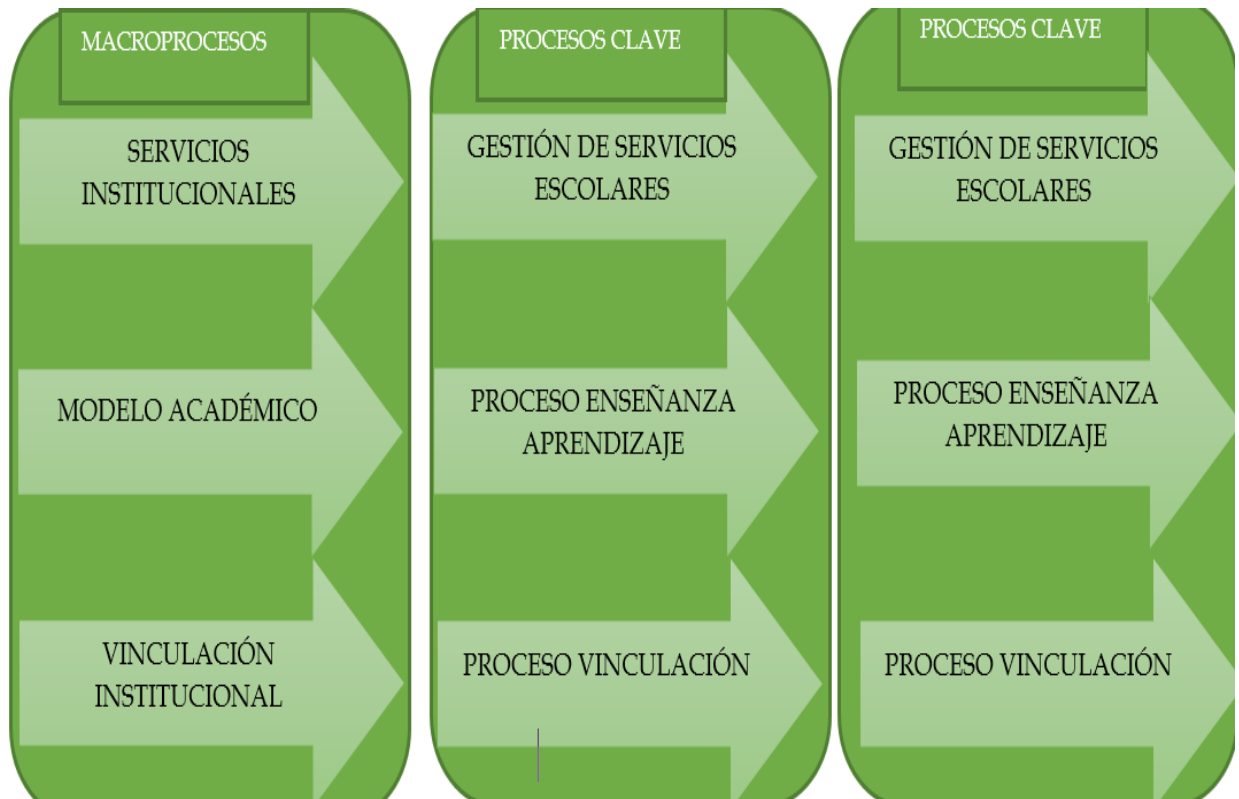 MACROPROCESOS
SERVICIOS
INSTITUCIONALES
MODELO ACADÉMICO
VINCULACIÓN
INSTITUCIONAL
PROCESOS CLAVE
GESTIÓN DE SERVICIOS
ESCOLARES
PROCESO ENSEÑANZA
APRENDIZAJE
PROCESO VINCULACIÓN
PROCESOS CLAVE
GESTIÓN DE SERVICIOS
ESCOLARES
PROCESO ENSEÑANZA
APRENDIZAJE
PROCESO VINCULACIÓN